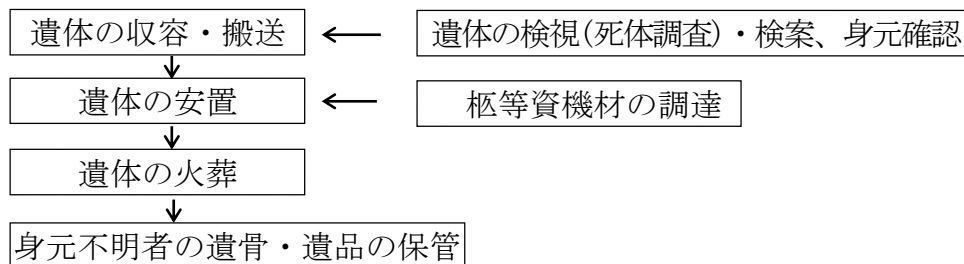 遺体の収容・搬送
遺体の検視(死体調査)・検案、身元確認
遺体の安置
柩等資機材の調達
遺体の火葬
身元不明者の遺骨・遺品の保管